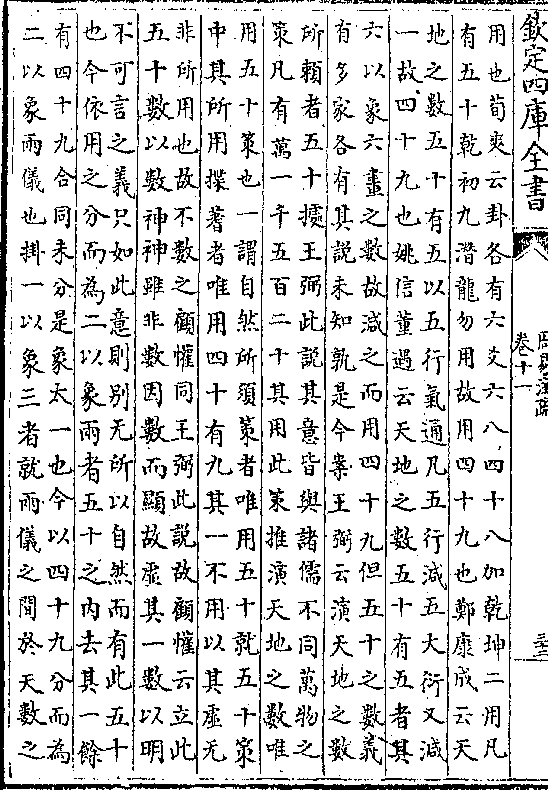 欽定四庫全書
周易注疏
卷十一
用也荀爽云卦各有六爻六八四十八加乾坤二用凡
有五十乾初九潛龍勿用故用四十九也鄭康成云天
地之數五十有五以五行氣通凡五行減五大衍又減
一故四十九也姚信董遇云天地之數五十有五者其
六以象六畫之數故減之而用四十九但五十之數義
有多家各有其說未知孰是今案王弼云演天地之數
所賴者五十據王弼此說其意皆與諸儒不同萬物之
策凡有萬一千五百二十其用此策推演天地之數唯
用五十策也一謂自然所須策者唯用五十就五十策
中其所用揲蓍者唯用四十有九其一不用以其虛无
非所用也故不數之顧懽同王弼此說故顧懽云立此
五十數以數神神雖非數因數而顯故虛其一數以明
不可言之義只如此意則別无所以自然而有此五十
也今依用之分而為二以象兩者五十之內去其一餘
有四十九合同未分是象太一也今以四十九分而為
二以象兩儀也掛一以象三者就兩儀之間於天數之